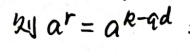 则 a^r = a^{k-qd}